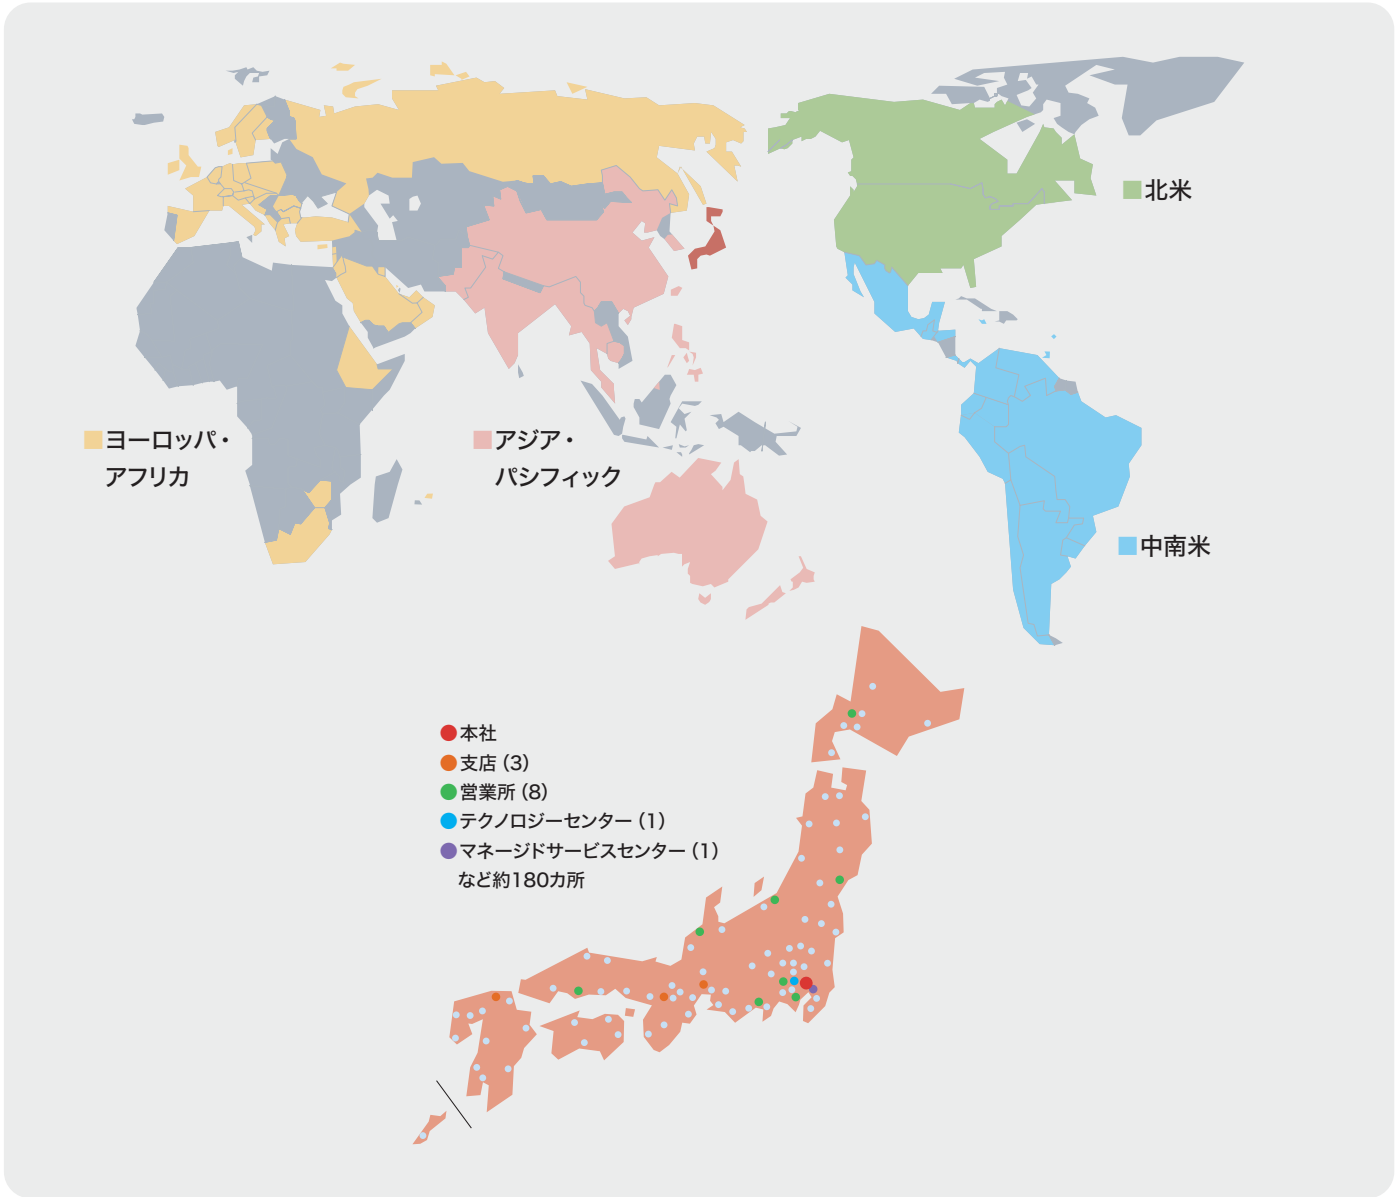 北米
ヨーロッパ・
アフリカ
アジア・
パシフィック
中南米
本社
支店（3）
営業所（8）
テクノロジーセンター（1）
マネージドサービスセンター（1）
など約180カ所